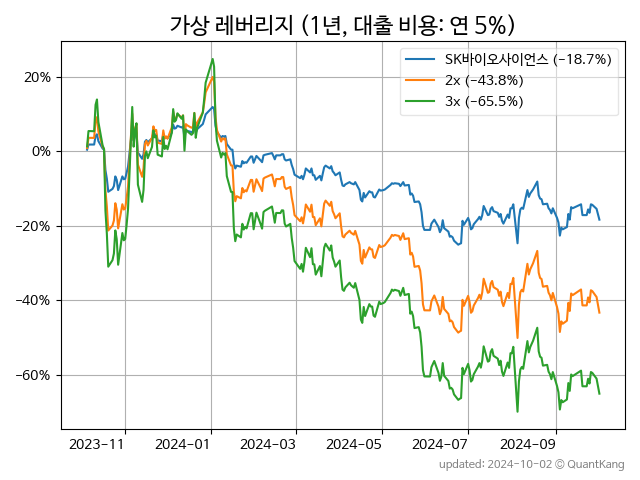 가상 레버리지 (1년, 대출 비용: 연 5%)
SK바이오사이언스 (−18.7%)
2x (−43.8%)
3x (−65.5%)
20%
0%
−20%
−40%
−60%
2023−11 2024−01 2024−03 2024−05 2024−07 2024−09
updated: 2024-10-02 © QuantKang